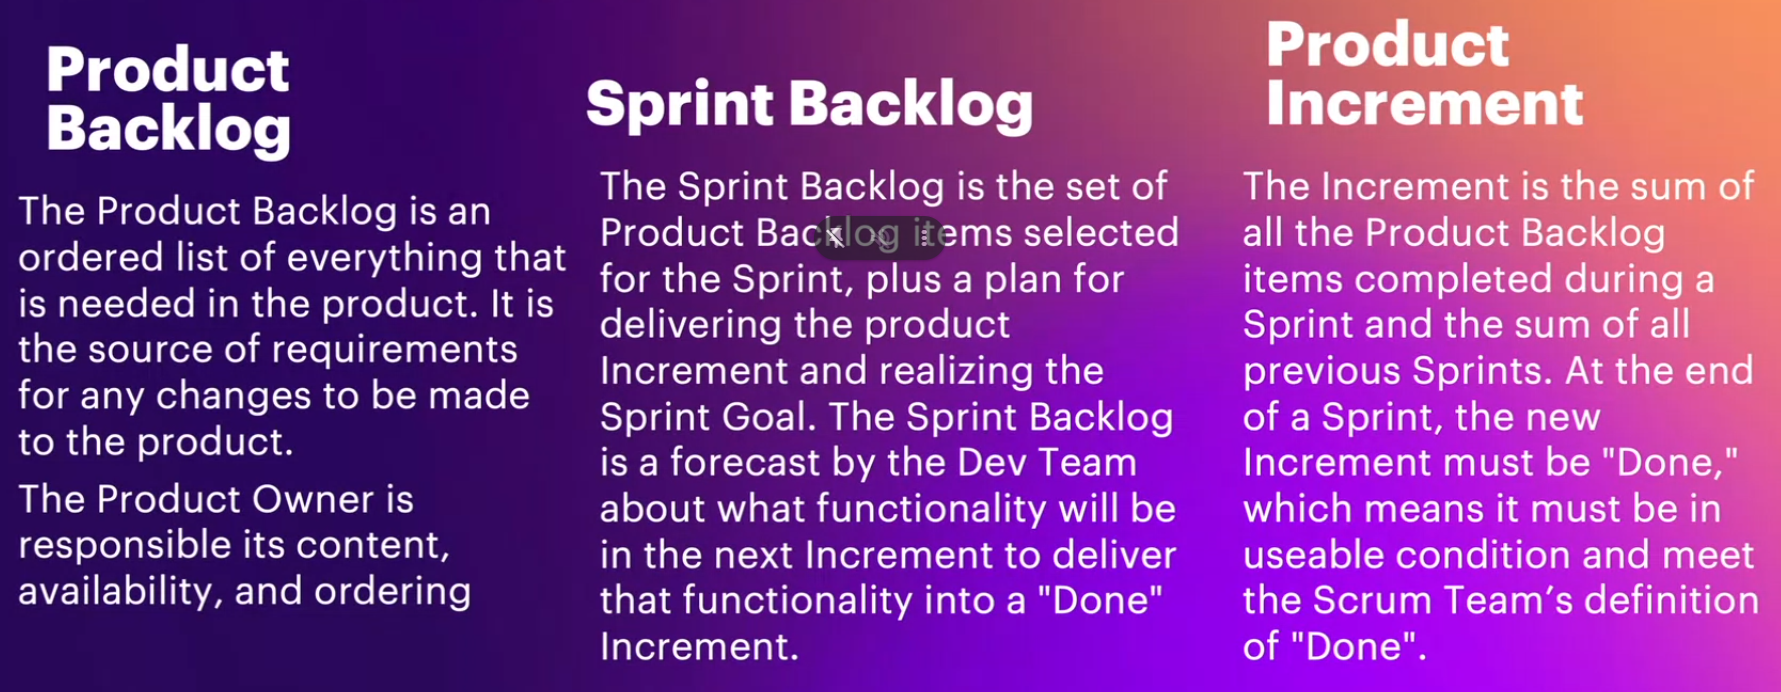 Product
Backlog
The Product Backlog is an
ordered list of everything that
is needed in the product. It is
the source of requirements
for any changes to be made
to the product.
The Product Owner is
responsible its content,
availability, and ordering
Sprint Backlog
The Sprint Backlog is the set of
Product Backlog items selected
for the Sprint, plus a plan for
delivering the product
Increment and realizing the
Sprint Goal. The Sprint Backlog
is a forecast by the Dev Team
about what functionality will be
in the next Increment to deliver
that functionality into a "Done"
Increment.
Product
Increment
The Increment is the sum of
all the Product Backlog
items completed during a
Sprint and the sum of all
previous Sprints. At the end
of a Sprint, the new
Increment must be "Done,"
which means it must be in
useable condition and meet
the Scrum Team’s definition
of "Done".